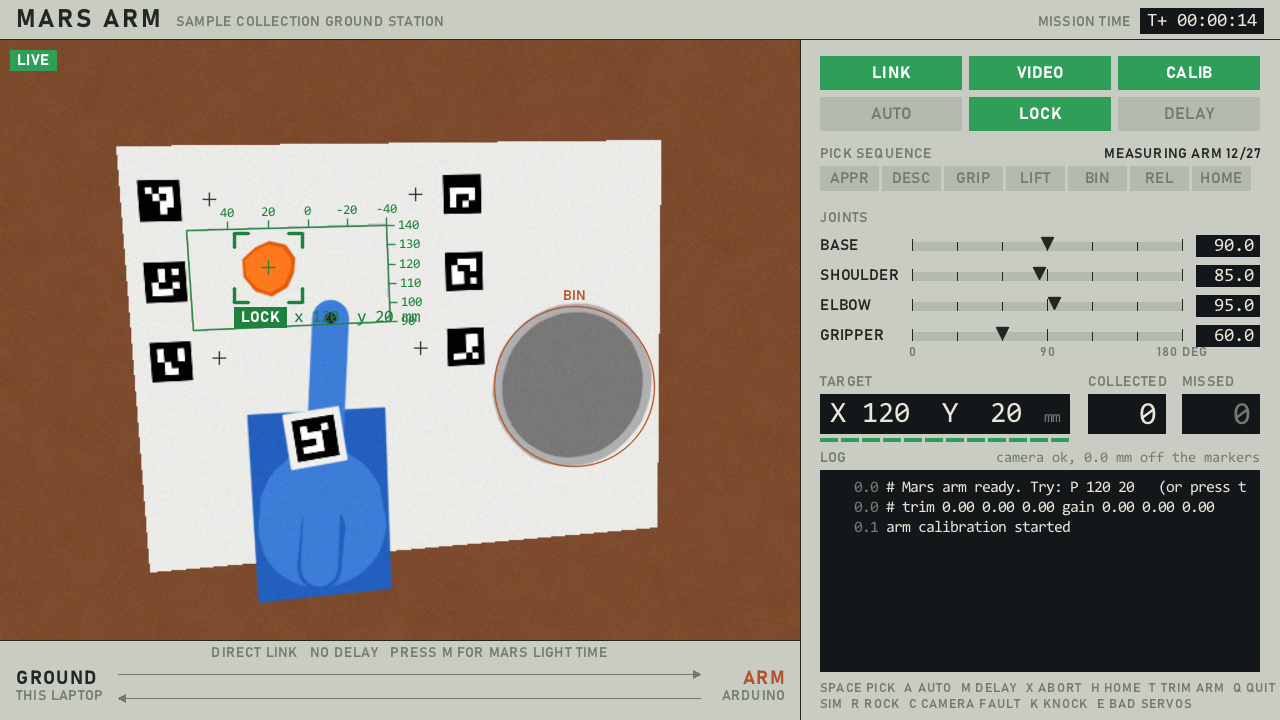 MARS ARM SAMPLE COLLECTION GROUND STATION
MISSION TIME T+ 00:00:14
LIVE
LINK VIDEO CALIB
AUTO LOCK DELAY
PICK SEQUENCE MEASURING ARM 12/27
APPR DESC GRIP LIFT BIN REL HOME
JOINTS
BASE 90.0
SHOULDER 85.0
ELBOW 95.0
GRIPPER 60.0
0 90 180 DEG
40 20 0 -20 -40
140
130
120
110
100
90
LOCK x 120 y 20 mm
BIN
TARGET COLLECTED MISSED
X 120 Y 20 mm 0 0
LOG camera ok, 0.0 mm off the markers
0.0 # Mars arm ready. Try: P 120 20 (or press t
0.0 # trim 0.00 0.00 0.00 gain 0.00 0.00 0.00
0.1 arm calibration started
DIRECT LINK NO DELAY PRESS M FOR MARS LIGHT TIME
GROUND ARM
THIS LAPTOP ARDUINO
SPACE PICK A AUTO M DELAY X ABORT H HOME T TRIM ARM Q QUIT
SIM R ROCK C CAMERA FAULT K KNOCK E BAD SERVOS